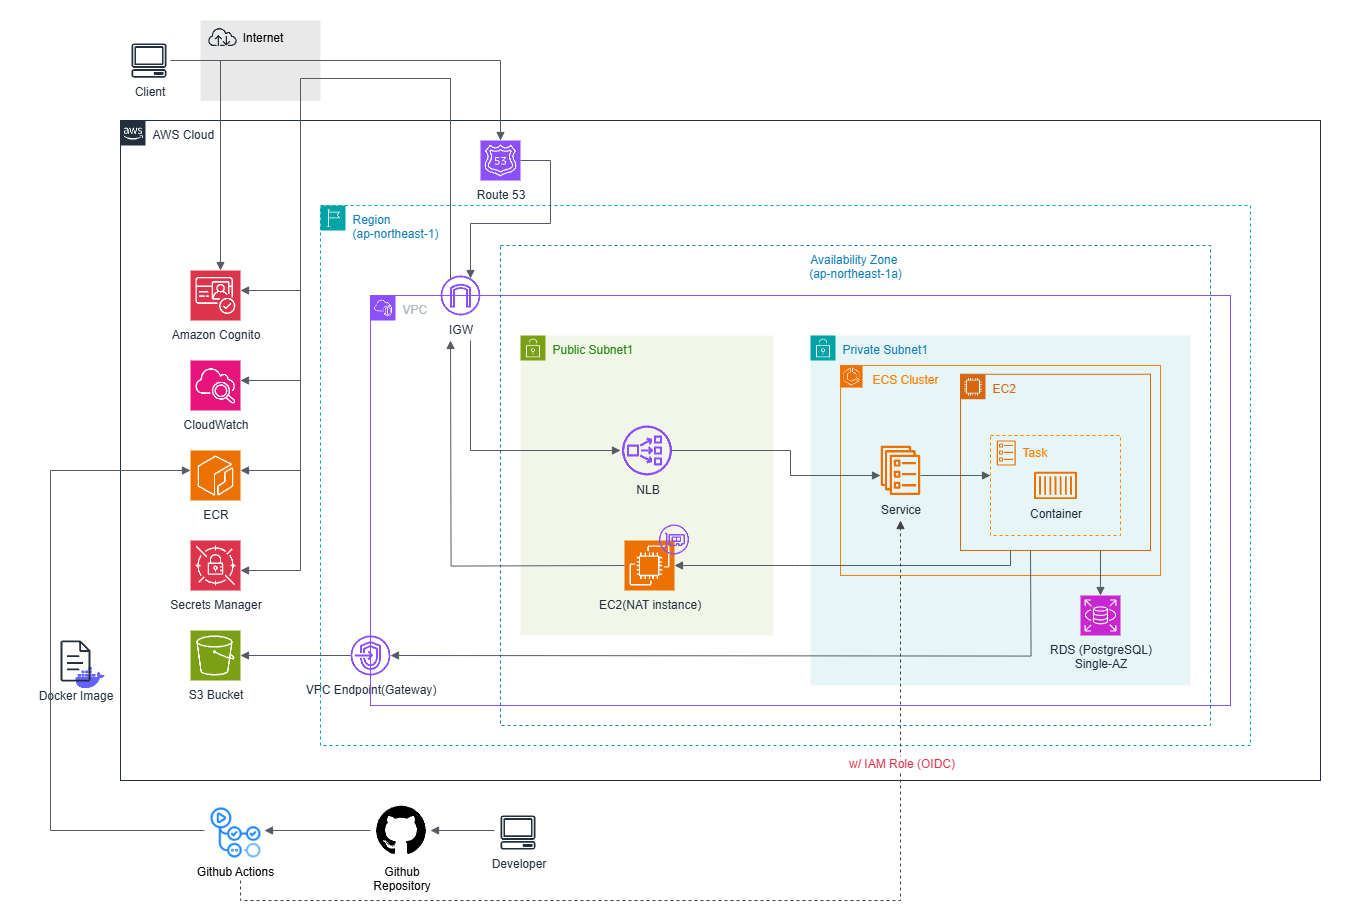 Internet
Client
aws
AWS Cloud
53
Route 53
Region
(ap-northeast-1)
Availability Zone
(ap-northeast-1a)
VPC
IGW
Amazon Cognito
Public Subnet1
Private Subnet1
ECS Cluster
EC2
CloudWatch
Task
NLB
Service
Container
ECR
EC2(NAT instance)
Secrets Manager
RDS (PostgreSQL)
Single-AZ
VPC Endpoint(Gateway)
S3 Bucket
Docker Image
w/ IAM Role (OIDC)
Github Actions
Github
Repository
Developer